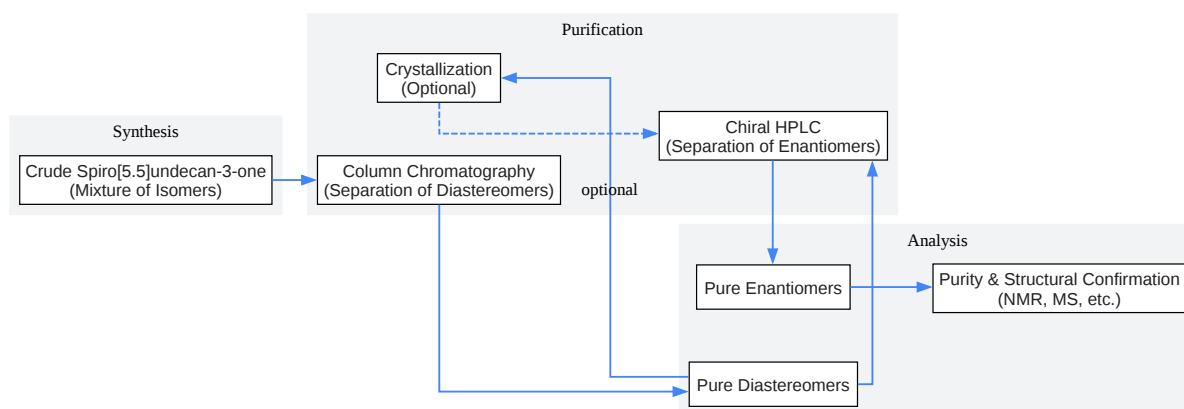 Purification
Crystallization
(Optional)
Synthesis
Chiral HPLC
(Separation of Enantiomers)
Crude Spiro[5.5]undecan-3-one
(Mixture of Isomers)
Column Chromatography
(Separation of Diastereomers)
optional
Analysis
Pure Enantiomers
Purity & Structural Confirmation
(NMR, MS, etc.)
Pure Diastereomers